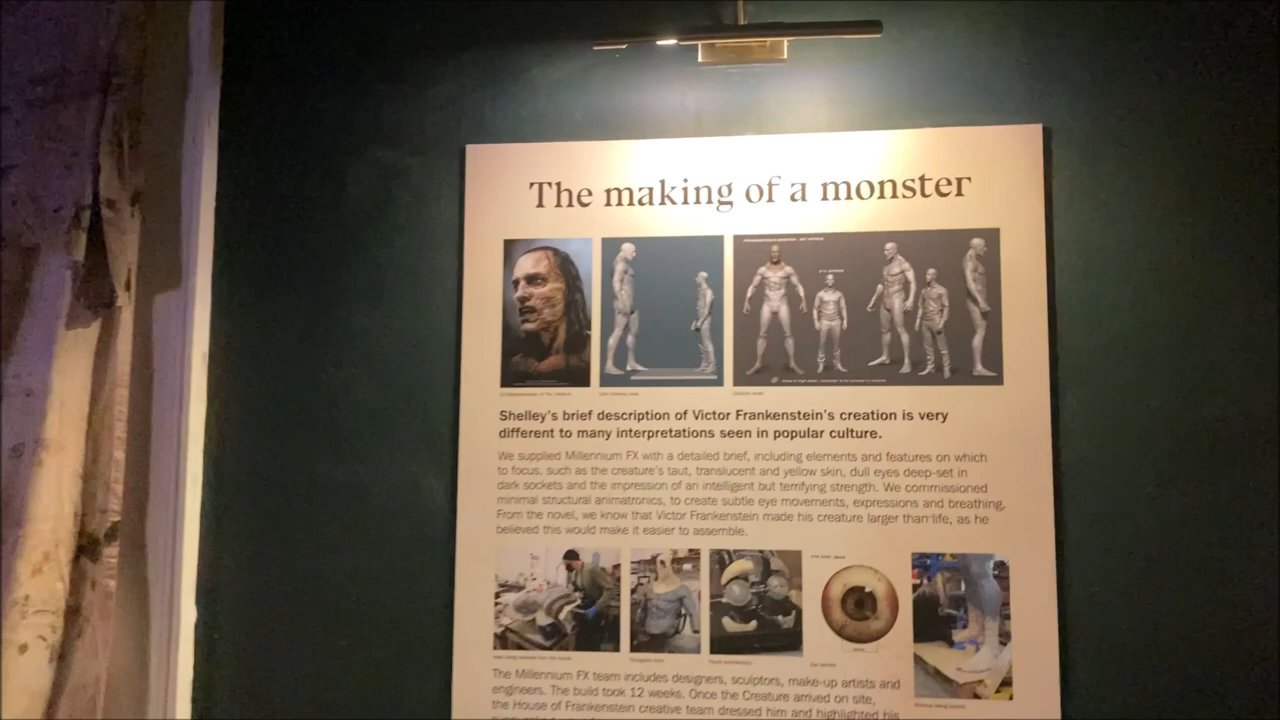 The making of a monster
Shelley's brief description of Victor Frankenstein's creation is very
different to many interpretations seen in popular culture.
We supplied Millennium FX with a detailed brief, including elements and features on which
to focus, such as the creature's taut, translucent and yellow skin, dull eyes deep-set in
dark sockets and the impression of an intelligent but terrifying strength. We commissioned
minimal structural animatronics, to create subtle eye movements, expressions and breathing.
From the novel, we know that Victor Frankenstein made his creature larger than life, as he
believed this would make it easier to assemble.
The Millennium FX team includes designers, sculptors, make-up artists and
engineers. The build took 12 weeks. Once the Creature arrived on site,
the House of Frankenstein creative team dressed him and highlighted his